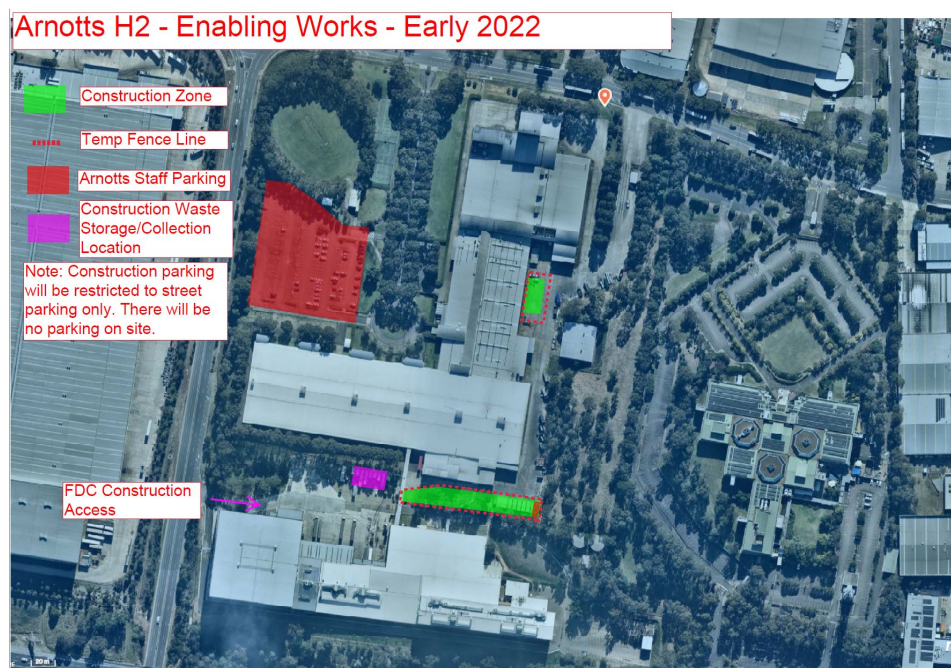 Arnotts H2 - Enabling Works - Early 2022
Construction Zone
Temp Fence Line
Arnotts Staff Parking
Construction Waste
Storage/Collection
Location
Note: Construction parking
will be restricted to street
parking only. There will be
no parking on site.
FDC Construction
Access
20 m